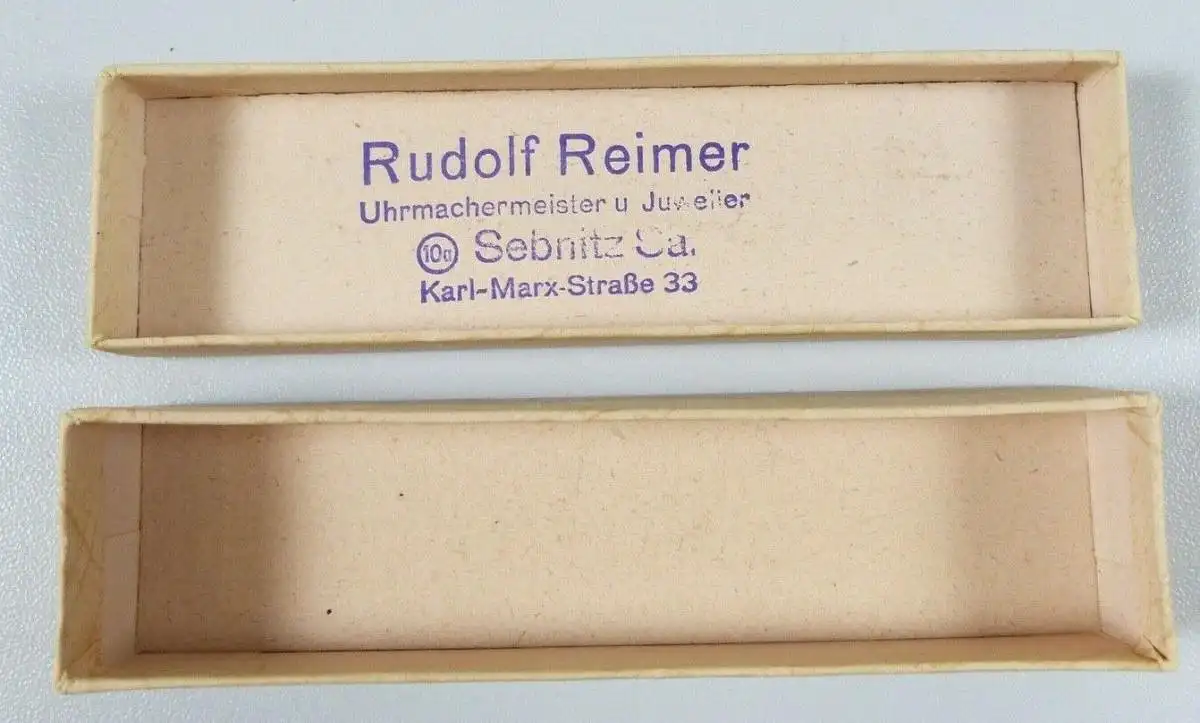 Rudolf Reimer
Uhrmachermeister u Juwelier
10a Sebnitz Sa.
Karl-Marx-Straße 33